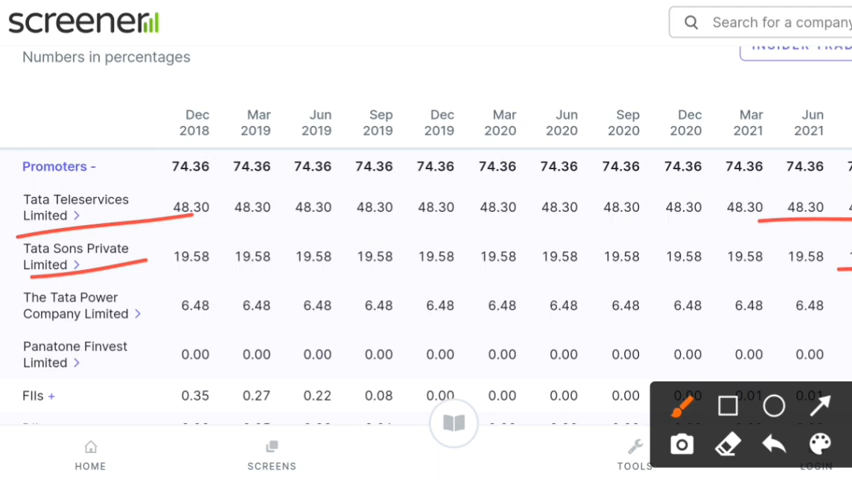 screener
Search for a company
Numbers in percentages
INSIDER TRAD
Dec 2018 Mar 2019 Jun 2019 Sep 2019 Dec 2019 Mar 2020 Jun 2020 Sep 2020 Dec 2020 Mar 2021 Jun 2021
Promoters - 74.36 74.36 74.36 74.36 74.36 74.36 74.36 74.36 74.36 74.36 74.36
Tata Teleservices Limited > 48.30 48.30 48.30 48.30 48.30 48.30 48.30 48.30 48.30 48.30 48.30
Tata Sons Private Limited > 19.58 19.58 19.58 19.58 19.58 19.58 19.58 19.58 19.58 19.58 19.58
The Tata Power Company Limited > 6.48 6.48 6.48 6.48 6.48 6.48 6.48 6.48 6.48 6.48 6.48
Panatone Finvest Limited > 0.00 0.00 0.00 0.00 0.00 0.00 0.00 0.00 0.00 0.00 0.00
FIIs + 0.35 0.27 0.22 0.08 0.00 0.00 0.00 0.00 0.00 0.01 0.01
HOME SCREENS TOOLS LOGIN